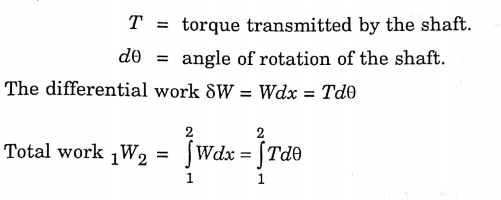 T = torque transmitted by the shaft.
dθ = angle of rotation of the shaft.
The differential work δW = Wdx = Tdθ
Total work ₁W₂ = ∫₁² Wdx = ∫₁² Tdθ